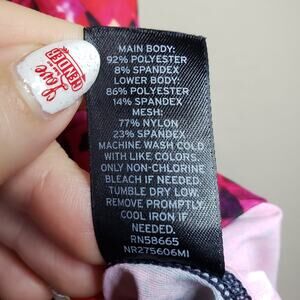 MAIN BODY:
92% POLYESTER
8% SPANDEX
LOWER BODY:
86% POLYESTER
14% SPANDEX
MESH:
77% NYLON
23% SPANDEX
MACHINE WASH COLD
WITH LIKE COLORS.
ONLY NON-CHLORINE
BLEACH IF NEEDED.
TUMBLE DRY LOW
REMOVE PROMPTLY.
COOL IRON IF
NEEDED.
RN58665
NR275606MI
Love